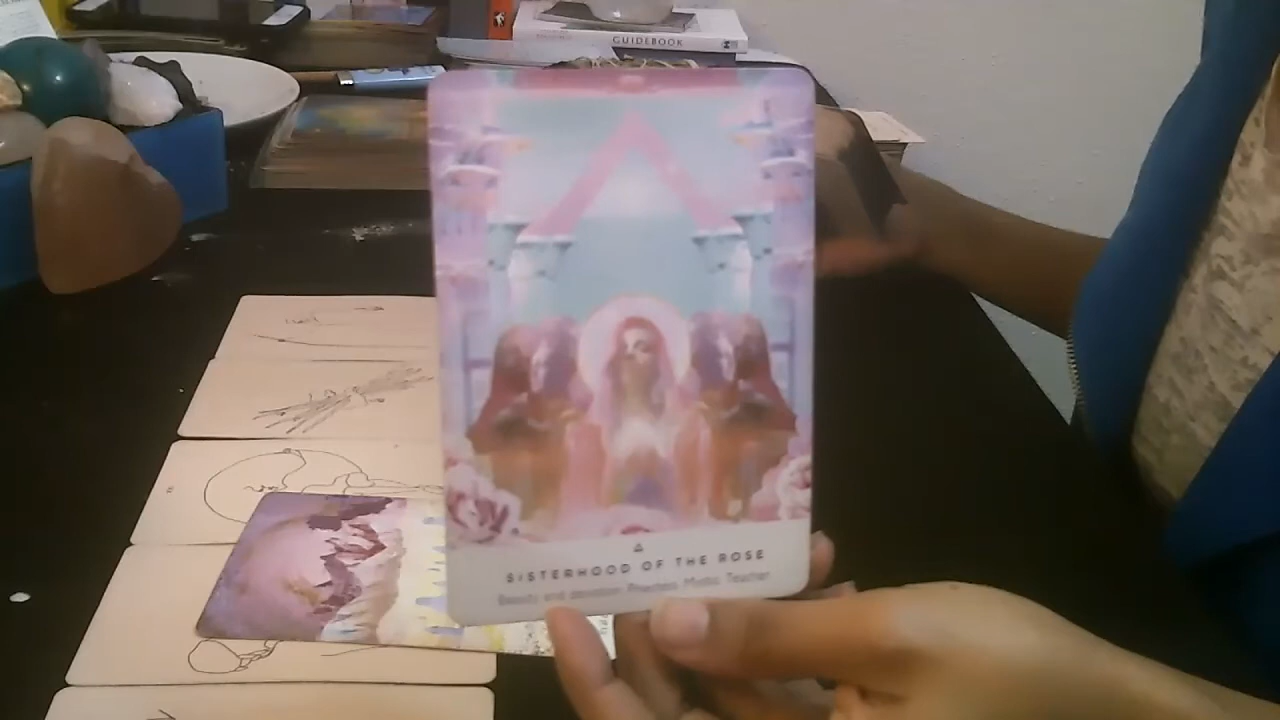 GUIDEBOOK
SISTERHOOD OF THE ROSE
Beauty and devotion. Priestess. Mystic. Teacher